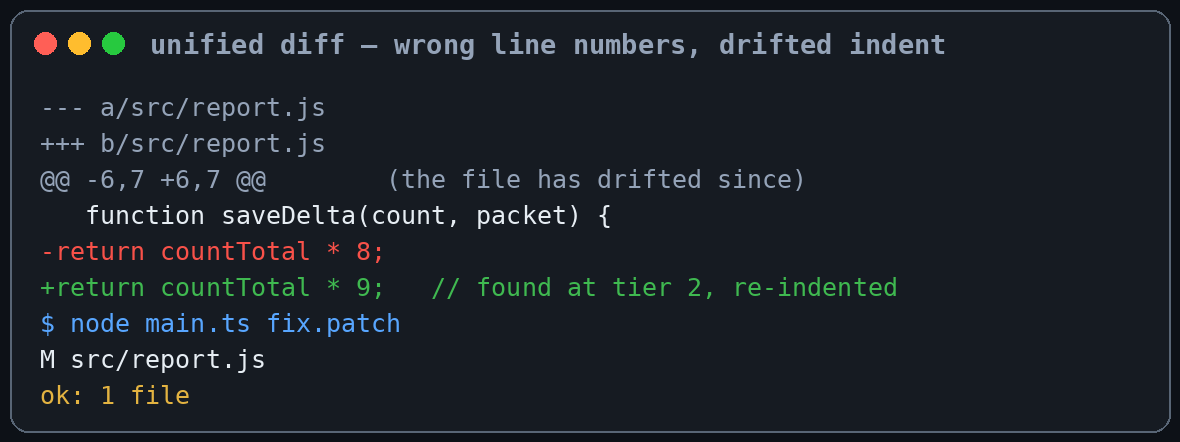 unified diff — wrong line numbers, drifted indent
--- a/src/report.js
+++ b/src/report.js
@@ -6,7 +6,7 @@        (the file has drifted since)
   function saveDelta(count, packet) {
-return countTotal * 8;
+return countTotal * 9;   // found at tier 2, re-indented
$ node main.ts fix.patch
M src/report.js
ok: 1 file